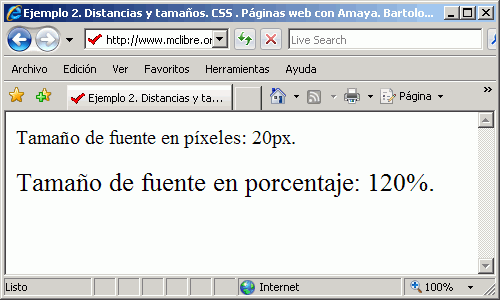 Ejemplo 2. Distancias y tamaños. CSS . Páginas web con Amaya. Bartolo...
http://www.mclibre.or
Live Search
Archivo Edición Ver Favoritos Herramientas Ayuda
Ejemplo 2. Distancias y ta...
Página
Tamaño de fuente en píxeles: 20px.
Tamaño de fuente en porcentaje: 120%.
Listo
Internet
100%